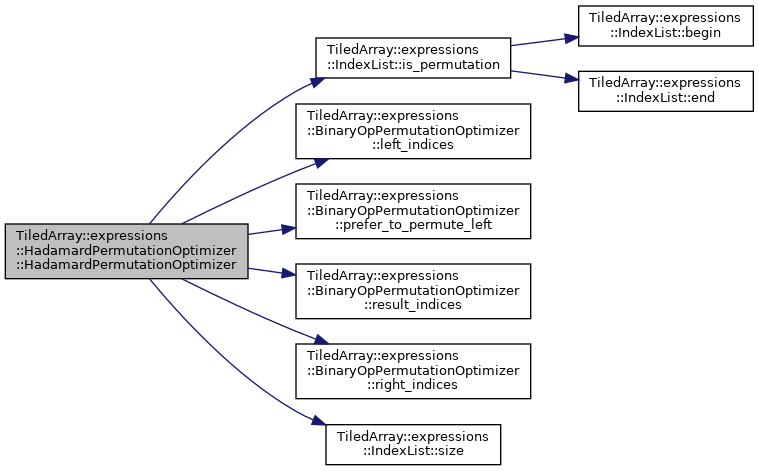 TiledArray::expressions
::HadamardPermutationOptimizer
::HadamardPermutationOptimizer
TiledArray::expressions
::IndexList::is_permutation
TiledArray::expressions
::IndexList::begin
TiledArray::expressions
::IndexList::end
TiledArray::expressions
::BinaryOpPermutationOptimizer
::left_indices
TiledArray::expressions
::BinaryOpPermutationOptimizer
::prefer_to_permute_left
TiledArray::expressions
::BinaryOpPermutationOptimizer
::result_indices
TiledArray::expressions
::BinaryOpPermutationOptimizer
::right_indices
TiledArray::expressions
::IndexList::size